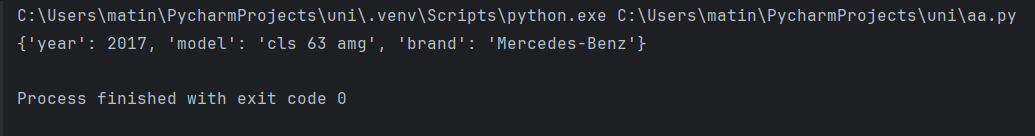 C:\Users\matin\PycharmProjects\uni\.venv\Scripts\python.exe C:\Users\matin\PycharmProjects\uni\aa.py
{'year': 2017, 'model': 'cls 63 amg', 'brand': 'Mercedes-Benz'}
Process finished with exit code 0